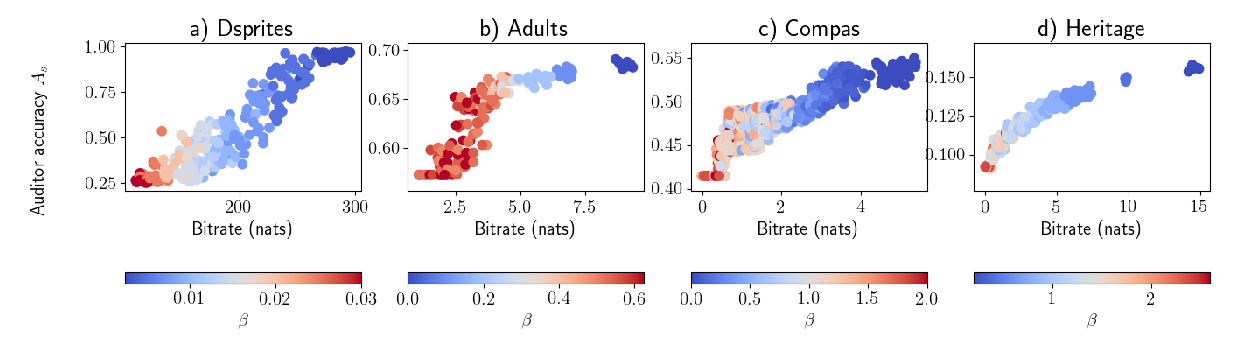 a) Dsprites
b) Adults
c) Compas
d) Heritage
Auditor accuracy A_s
1.00
0.75
0.50
0.25
0.70
0.65
0.60
0.55
0.50
0.45
0.40
0.150
0.125
0.100
200 300
2.5 5.0 7.5
0 2 4
0 5 10 15
Bitrate (nats)
Bitrate (nats)
Bitrate (nats)
Bitrate (nats)
0.01 0.02 0.03
0.0 0.2 0.4 0.6
0.0 0.5 1.0 1.5 2.0
1 2
β
β
β
β